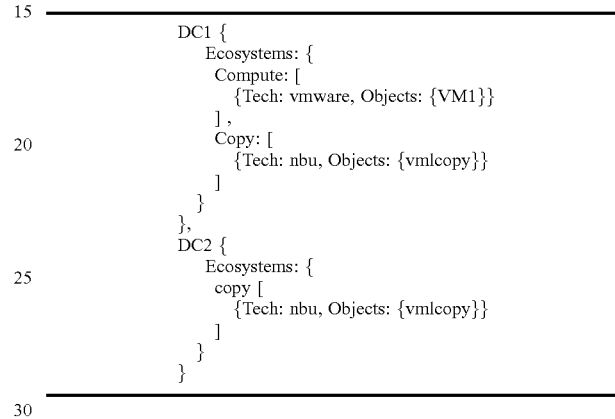 15
DC1 {
Ecosystems: {
Compute: [
{Tech: vmware, Objects: {VM1}}
] ,
20
Copy: [
{Tech: nbu, Objects: {vmlcopy}}
]
}
},
DC2 {
25
Ecosystems: {
copy [
{Tech: nbu, Objects: {vmlcopy}}
]
}
}
30